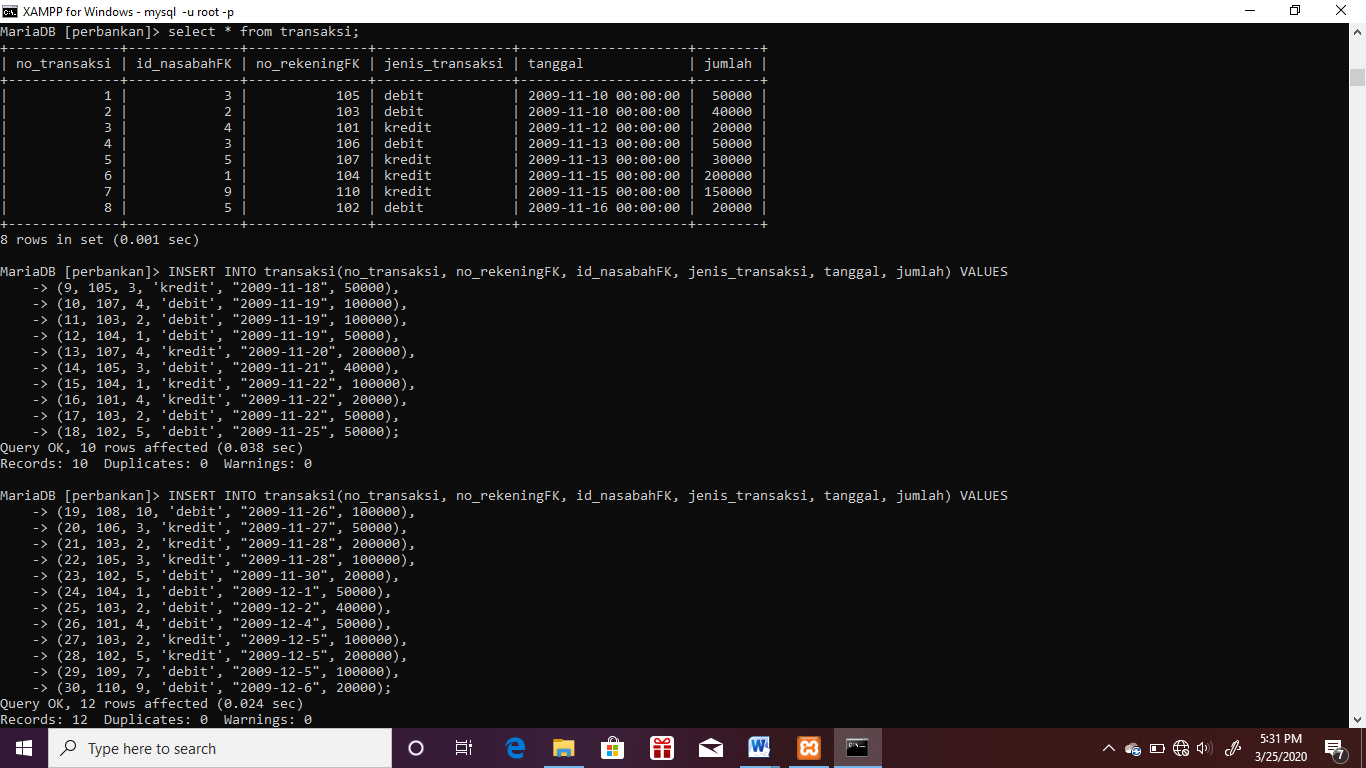 XAMPP for Windows - mysql -u root -p
MariaDB [perbankan]> select * from transaksi;
+--------------+--------------+---------------+-----------------+---------------------+--------+
| no_transaksi | id_nasabahFK | no_rekeningFK | jenis_transaksi | tanggal             | jumlah |
+--------------+--------------+---------------+-----------------+---------------------+--------+
|            1 |            3 |           105 | debit           | 2009-11-10 00:00:00 |  50000 |
|            2 |            2 |           103 | debit           | 2009-11-10 00:00:00 |  40000 |
|            3 |            4 |           101 | kredit          | 2009-11-12 00:00:00 |  20000 |
|            4 |            3 |           106 | debit           | 2009-11-13 00:00:00 |  50000 |
|            5 |            5 |           107 | kredit          | 2009-11-13 00:00:00 |  30000 |
|            6 |            1 |           104 | kredit          | 2009-11-15 00:00:00 | 200000 |
|            7 |            9 |           110 | kredit          | 2009-11-15 00:00:00 | 150000 |
|            8 |            5 |           102 | debit           | 2009-11-16 00:00:00 |  20000 |
+--------------+--------------+---------------+-----------------+---------------------+--------+
8 rows in set (0.001 sec)
MariaDB [perbankan]> INSERT INTO transaksi(no_transaksi, no_rekeningFK, id_nasabahFK, jenis_transaksi, tanggal, jumlah) VALUES
    -> (9, 105, 3, 'kredit', "2009-11-18", 50000),
    -> (10, 107, 4, 'debit', "2009-11-19", 100000),
    -> (11, 103, 2, 'debit', "2009-11-19", 100000),
    -> (12, 104, 1, 'debit', "2009-11-19", 50000),
    -> (13, 107, 4, 'kredit', "2009-11-20", 200000),
    -> (14, 105, 3, 'debit', "2009-11-21", 40000),
    -> (15, 104, 1, 'kredit', "2009-11-22", 100000),
    -> (16, 101, 4, 'kredit', "2009-11-22", 20000),
    -> (17, 103, 2, 'debit', "2009-11-22", 50000),
    -> (18, 102, 5, 'debit', "2009-11-25", 50000);
Query OK, 10 rows affected (0.038 sec)
Records: 10  Duplicates: 0  Warnings: 0
MariaDB [perbankan]> INSERT INTO transaksi(no_transaksi, no_rekeningFK, id_nasabahFK, jenis_transaksi, tanggal, jumlah) VALUES
    -> (19, 108, 10, 'debit', "2009-11-26", 100000),
    -> (20, 106, 3, 'kredit', "2009-11-27", 50000),
    -> (21, 103, 2, 'kredit', "2009-11-28", 200000),
    -> (22, 105, 3, 'kredit', "2009-11-28", 100000),
    -> (23, 102, 5, 'debit', "2009-11-30", 20000),
    -> (24, 104, 1, 'debit', "2009-12-1", 50000),
    -> (25, 103, 2, 'debit', "2009-12-2", 40000),
    -> (26, 101, 4, 'debit', "2009-12-4", 50000),
    -> (27, 103, 2, 'kredit', "2009-12-5", 100000),
    -> (28, 102, 5, 'kredit', "2009-12-5", 200000),
    -> (29, 109, 7, 'debit', "2009-12-5", 100000),
    -> (30, 110, 9, 'debit', "2009-12-6", 20000);
Query OK, 12 rows affected (0.024 sec)
Records: 12  Duplicates: 0  Warnings: 0
Type here to search
5:31 PM
3/25/2020
7